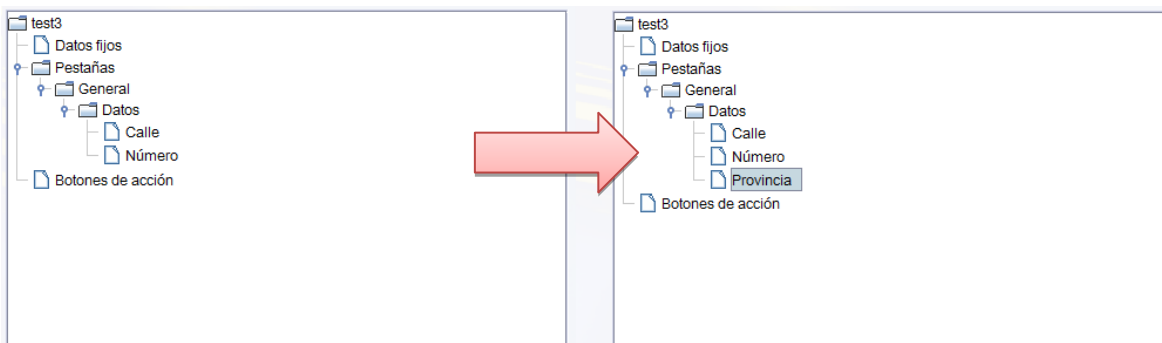 test3
Datos fijos
Pestañas
General
Datos
Calle
Número
Botones de acción
test3
Datos fijos
Pestañas
General
Datos
Calle
Número
Provincia
Botones de acción